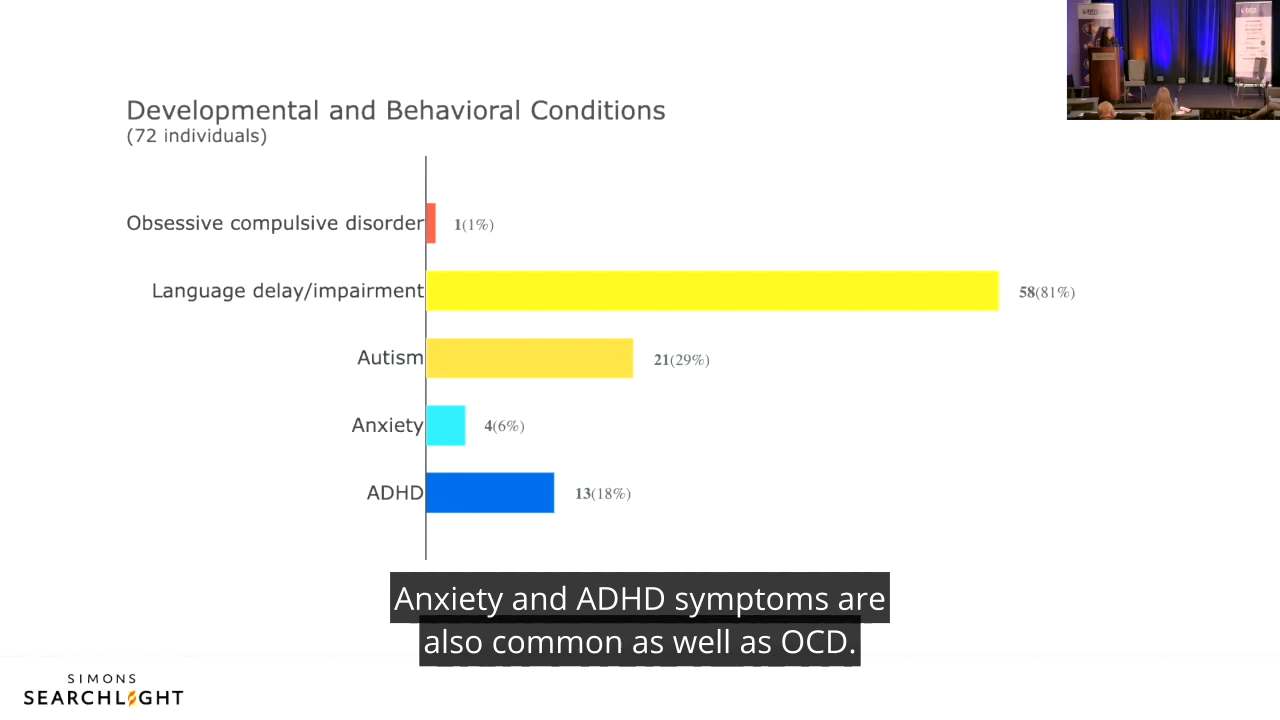 Developmental and Behavioral Conditions
(72 individuals)
Obsessive compulsive disorder 1(1%)
Language delay/impairment 58(81%)
Autism 21(29%)
Anxiety 4(6%)
ADHD 13(18%)
Anxiety and ADHD symptoms are
also common as well as OCD.
SIMONS
SEARCHLIGHT